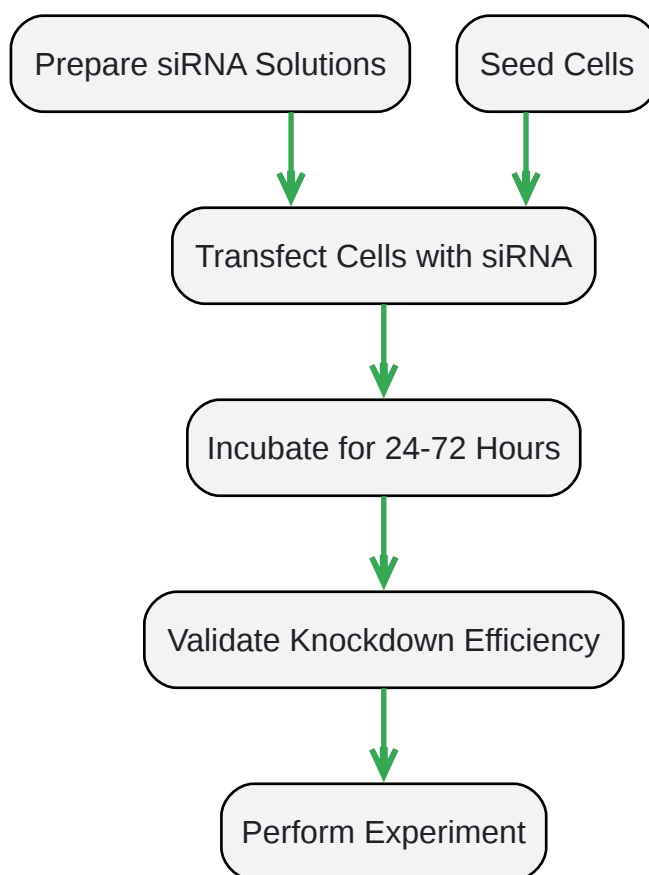 Prepare siRNA Solutions
Seed Cells
Transfect Cells with siRNA
Incubate for 24-72 Hours
Validate Knockdown Efficiency
Perform Experiment